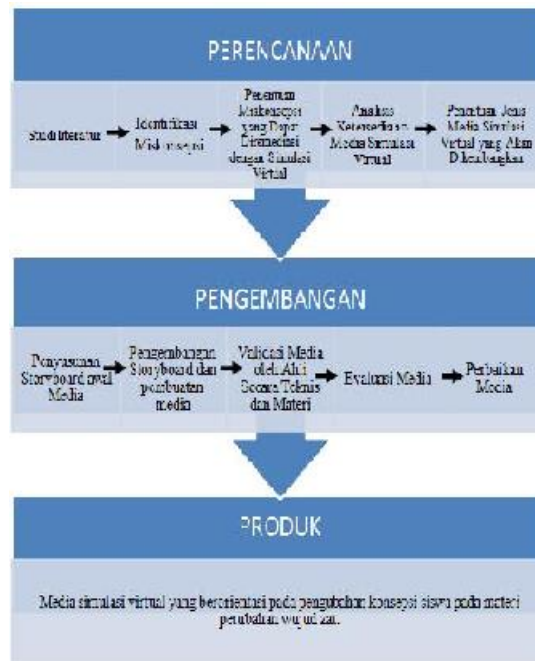 PERENCANAAN
Studi literatur
Identifikasi
Miskonsepsi
Penentuan
Miskonsepsi
yang Dapat
Diremediasi
dengan Simulasi
Virtual
Analisis
Ketersediaan
Media Simulasi
Virtual
Penentuan Jenis
Media Simulasi
Virtual yang Akan
Dikembangkan
PENGEMBANGAN
Penyusunan
Storyboard awal
Media
Pengembangan
Storyboard dan
pembuatan
media
Validasi Media
oleh Ahli
Secara Teknis
dan Materi
Evaluasi Media
Perbaikan
Media
PRODUK
Media simulasi virtual yang berorientasi pada pengubahan konsepsi siswa pada materi
perubahan wujud zat.